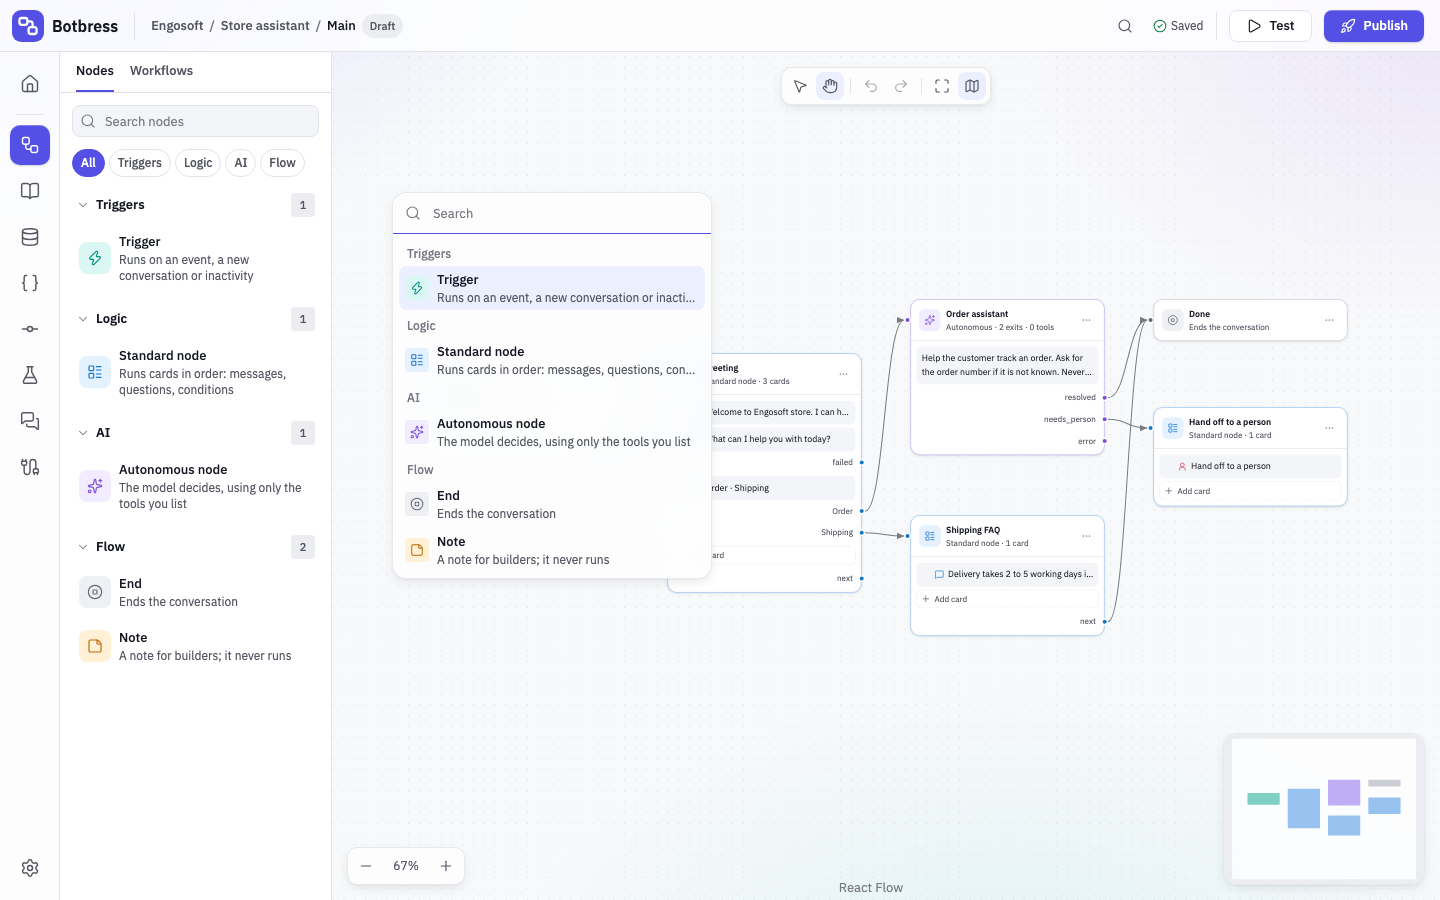 Botbress
Engosoft / Store assistant / Main Draft
Saved
Test
Publish
Nodes Workflows
Search nodes
All Triggers Logic AI Flow
Triggers 1
Trigger
Runs on an event, a new
conversation or inactivity
Logic 1
Standard node
Runs cards in order: messages,
questions, conditions
AI 1
Autonomous node
The model decides, using only the
tools you list
Flow 2
End
Ends the conversation
Note
A note for builders; it never runs
Search
Triggers
Trigger
Runs on an event, a new conversation or inacti...
Logic
Standard node
Runs cards in order: messages, questions, con...
AI
Autonomous node
The model decides, using only the tools you list
Flow
End
Ends the conversation
Note
A note for builders; it never runs
eeting
andard node · 3 cards
elcome to Engosoft store. I can h...
hat can I help you with today?
failed
rder · Shipping
Order
Shipping
ard
next
Order assistant
Autonomous · 2 exits · 0 tools
Help the customer track an order. Ask for
the order number if it is not known. Never...
resolved
needs_person
error
Shipping FAQ
Standard node · 1 card
Delivery takes 2 to 5 working days i...
Add card
next
Done
Ends the conversation
Hand off to a person
Standard node · 1 card
Hand off to a person
Add card
67%
React Flow